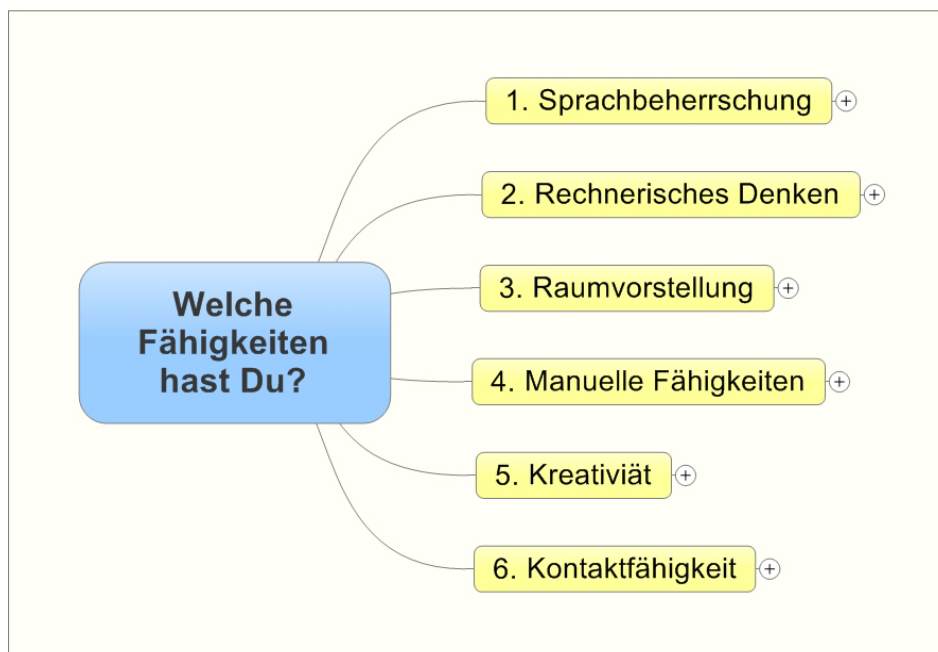 Welche
Fähigkeiten
hast Du?
1. Sprachbeherrschung
2. Rechnerisches Denken
3. Raumvorstellung
4. Manuelle Fähigkeiten
5. Kreativiät
6. Kontaktfähigkeit